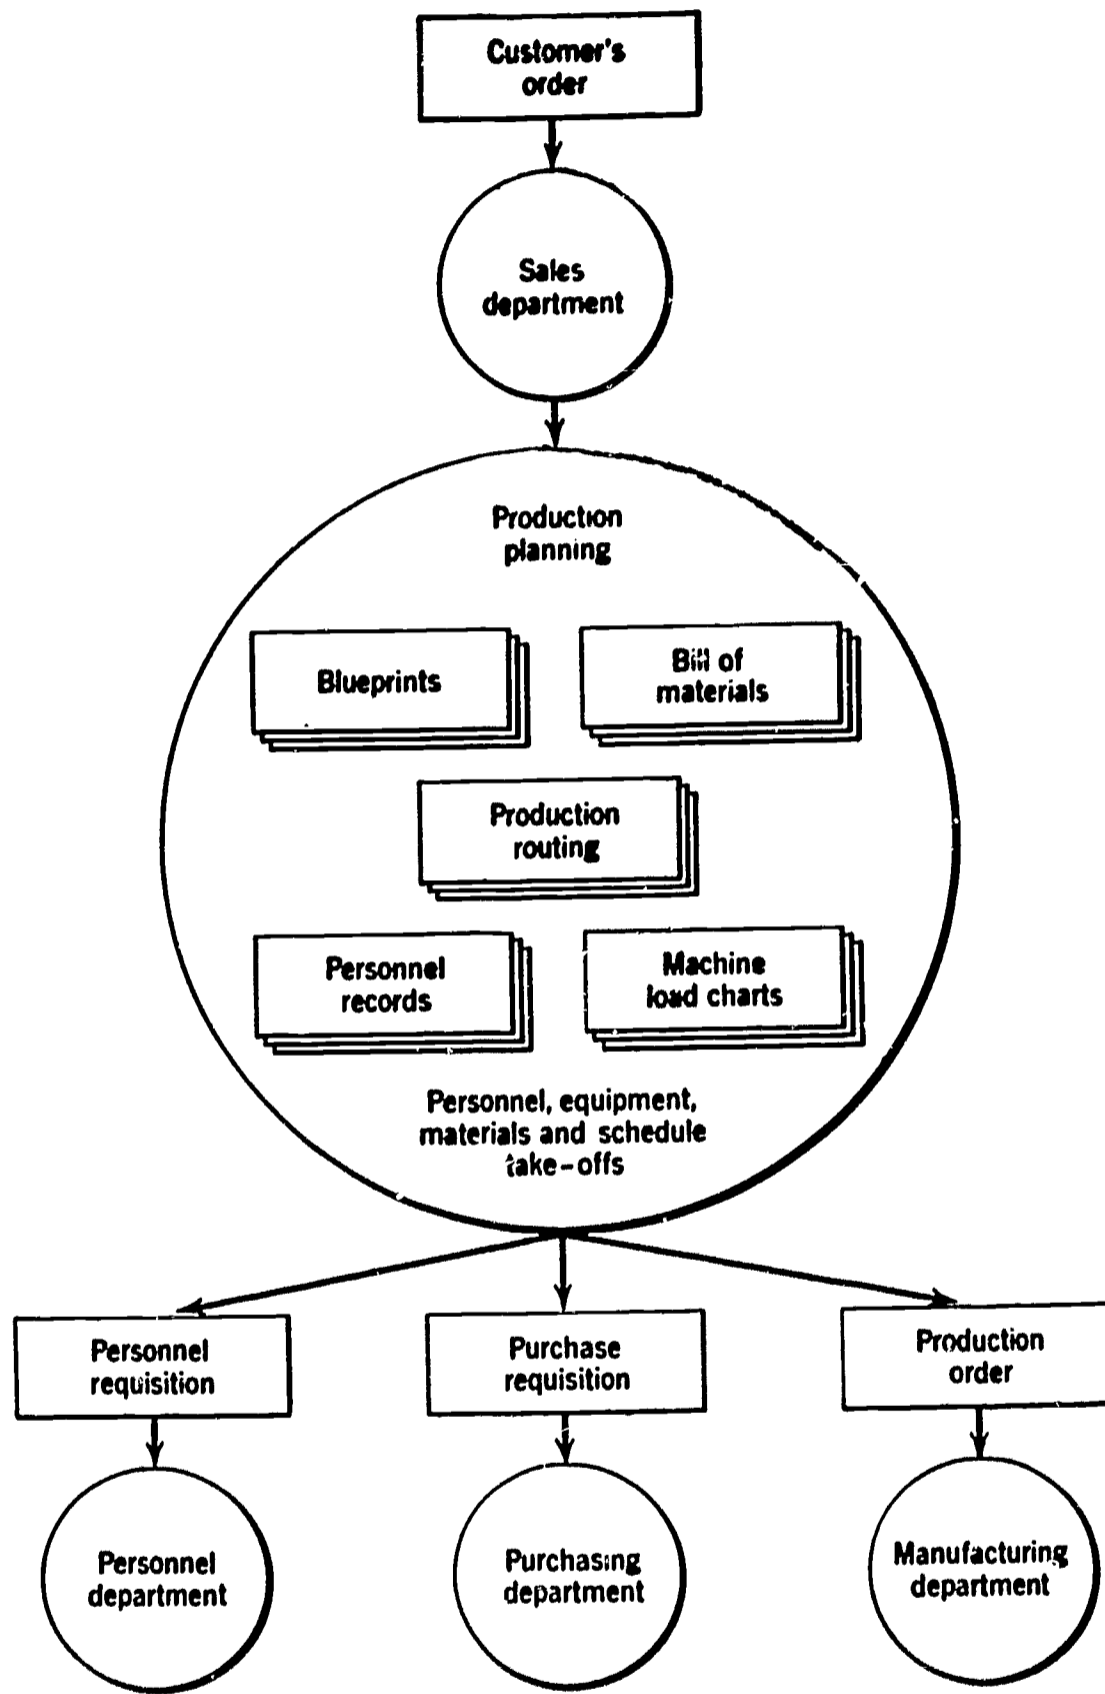 Customer's
order
Sales
department
Production
planning
Blueprints
Bill of
materials
Production
routing
Personnel
records
Machine
load charts
Personnel, equipment,
materials and schedule
take-offs
Personnel
requisition
Purchase
requisition
Production
order
Personnel
department
Purchasing
department
Manufacturing
department